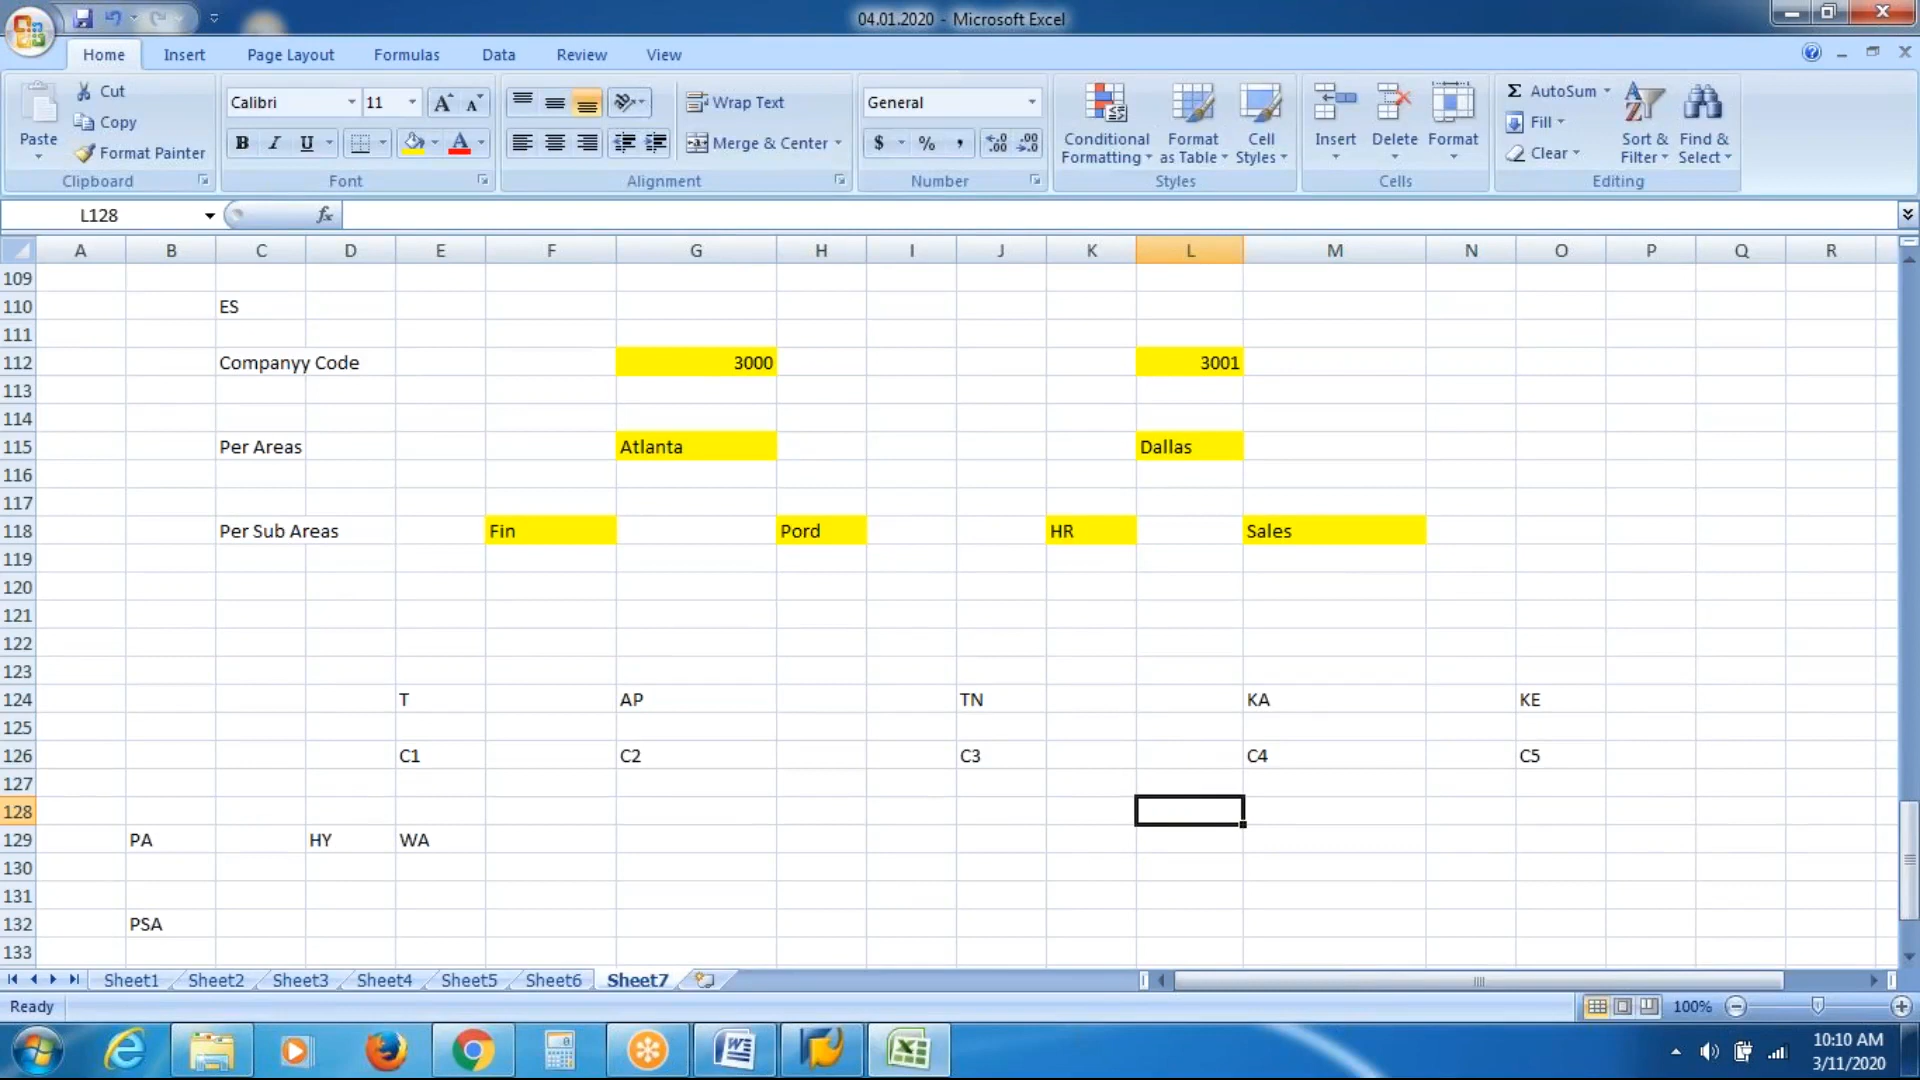 04.01.2020 - Microsoft Excel
Home Insert Page Layout Formulas Data Review View
Paste
Cut
Copy
Format Painter
Clipboard
Calibri 11
B I U
Font
Wrap Text
Merge & Center
Alignment
General
$ % ,
Number
Conditional Formatting
Format as Table
Cell Styles
Styles
Insert Delete Format
Cells
Σ AutoSum
Fill
Clear
Sort & Filter
Find & Select
Editing
L128 fx
A B C D E F G H I J K L M N O P Q R
109
110 ES
111
112 Companyy Code 3000 3001
113
114
115 Per Areas Atlanta Dallas
116
117
118 Per Sub Areas Fin Pord HR Sales
119
120
121
122
123
124 T AP TN KA KE
125
126 C1 C2 C3 C4 C5
127
128
129 PA HY WA
130
131
132 PSA
133
Sheet1 Sheet2 Sheet3 Sheet4 Sheet5 Sheet6 Sheet7
Ready 100%
10:10 AM
3/11/2020